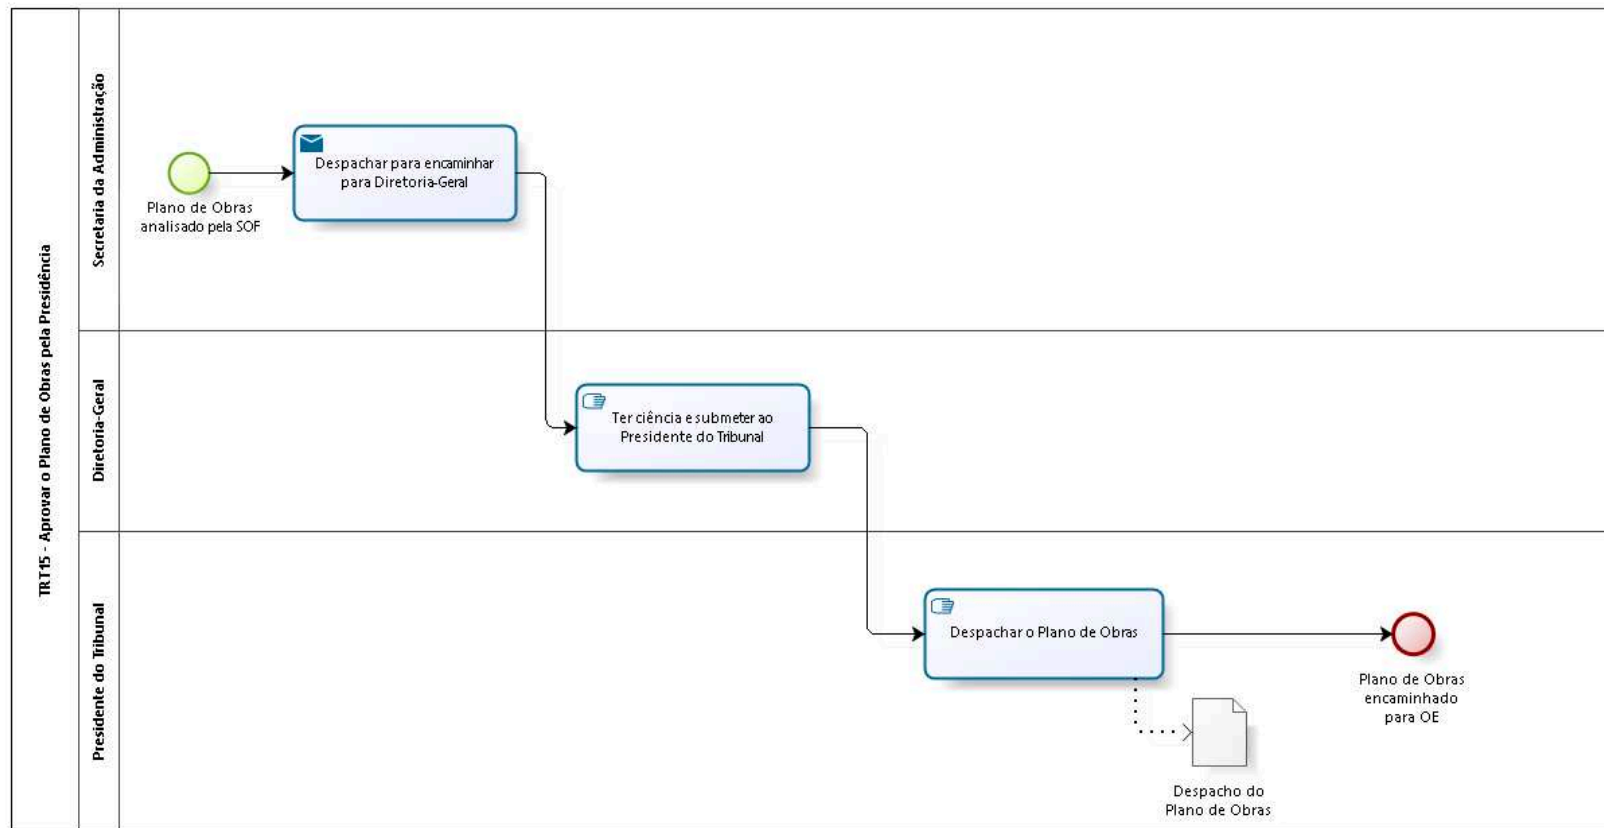 TRT15 - Aprovar o Plano de Obras pela Presidência
Secretaria da Administração
Plano de Obras
analisado pela SOF
Despachar para encaminhar
para Diretoria-Geral
Diretoria-Geral
Ter ciência e submeter ao
Presidente do Tribunal
Presidente do Tribunal
Despachar o Plano de Obras
Despacho do
Plano de Obras
Plano de Obras
encaminhado
para OE